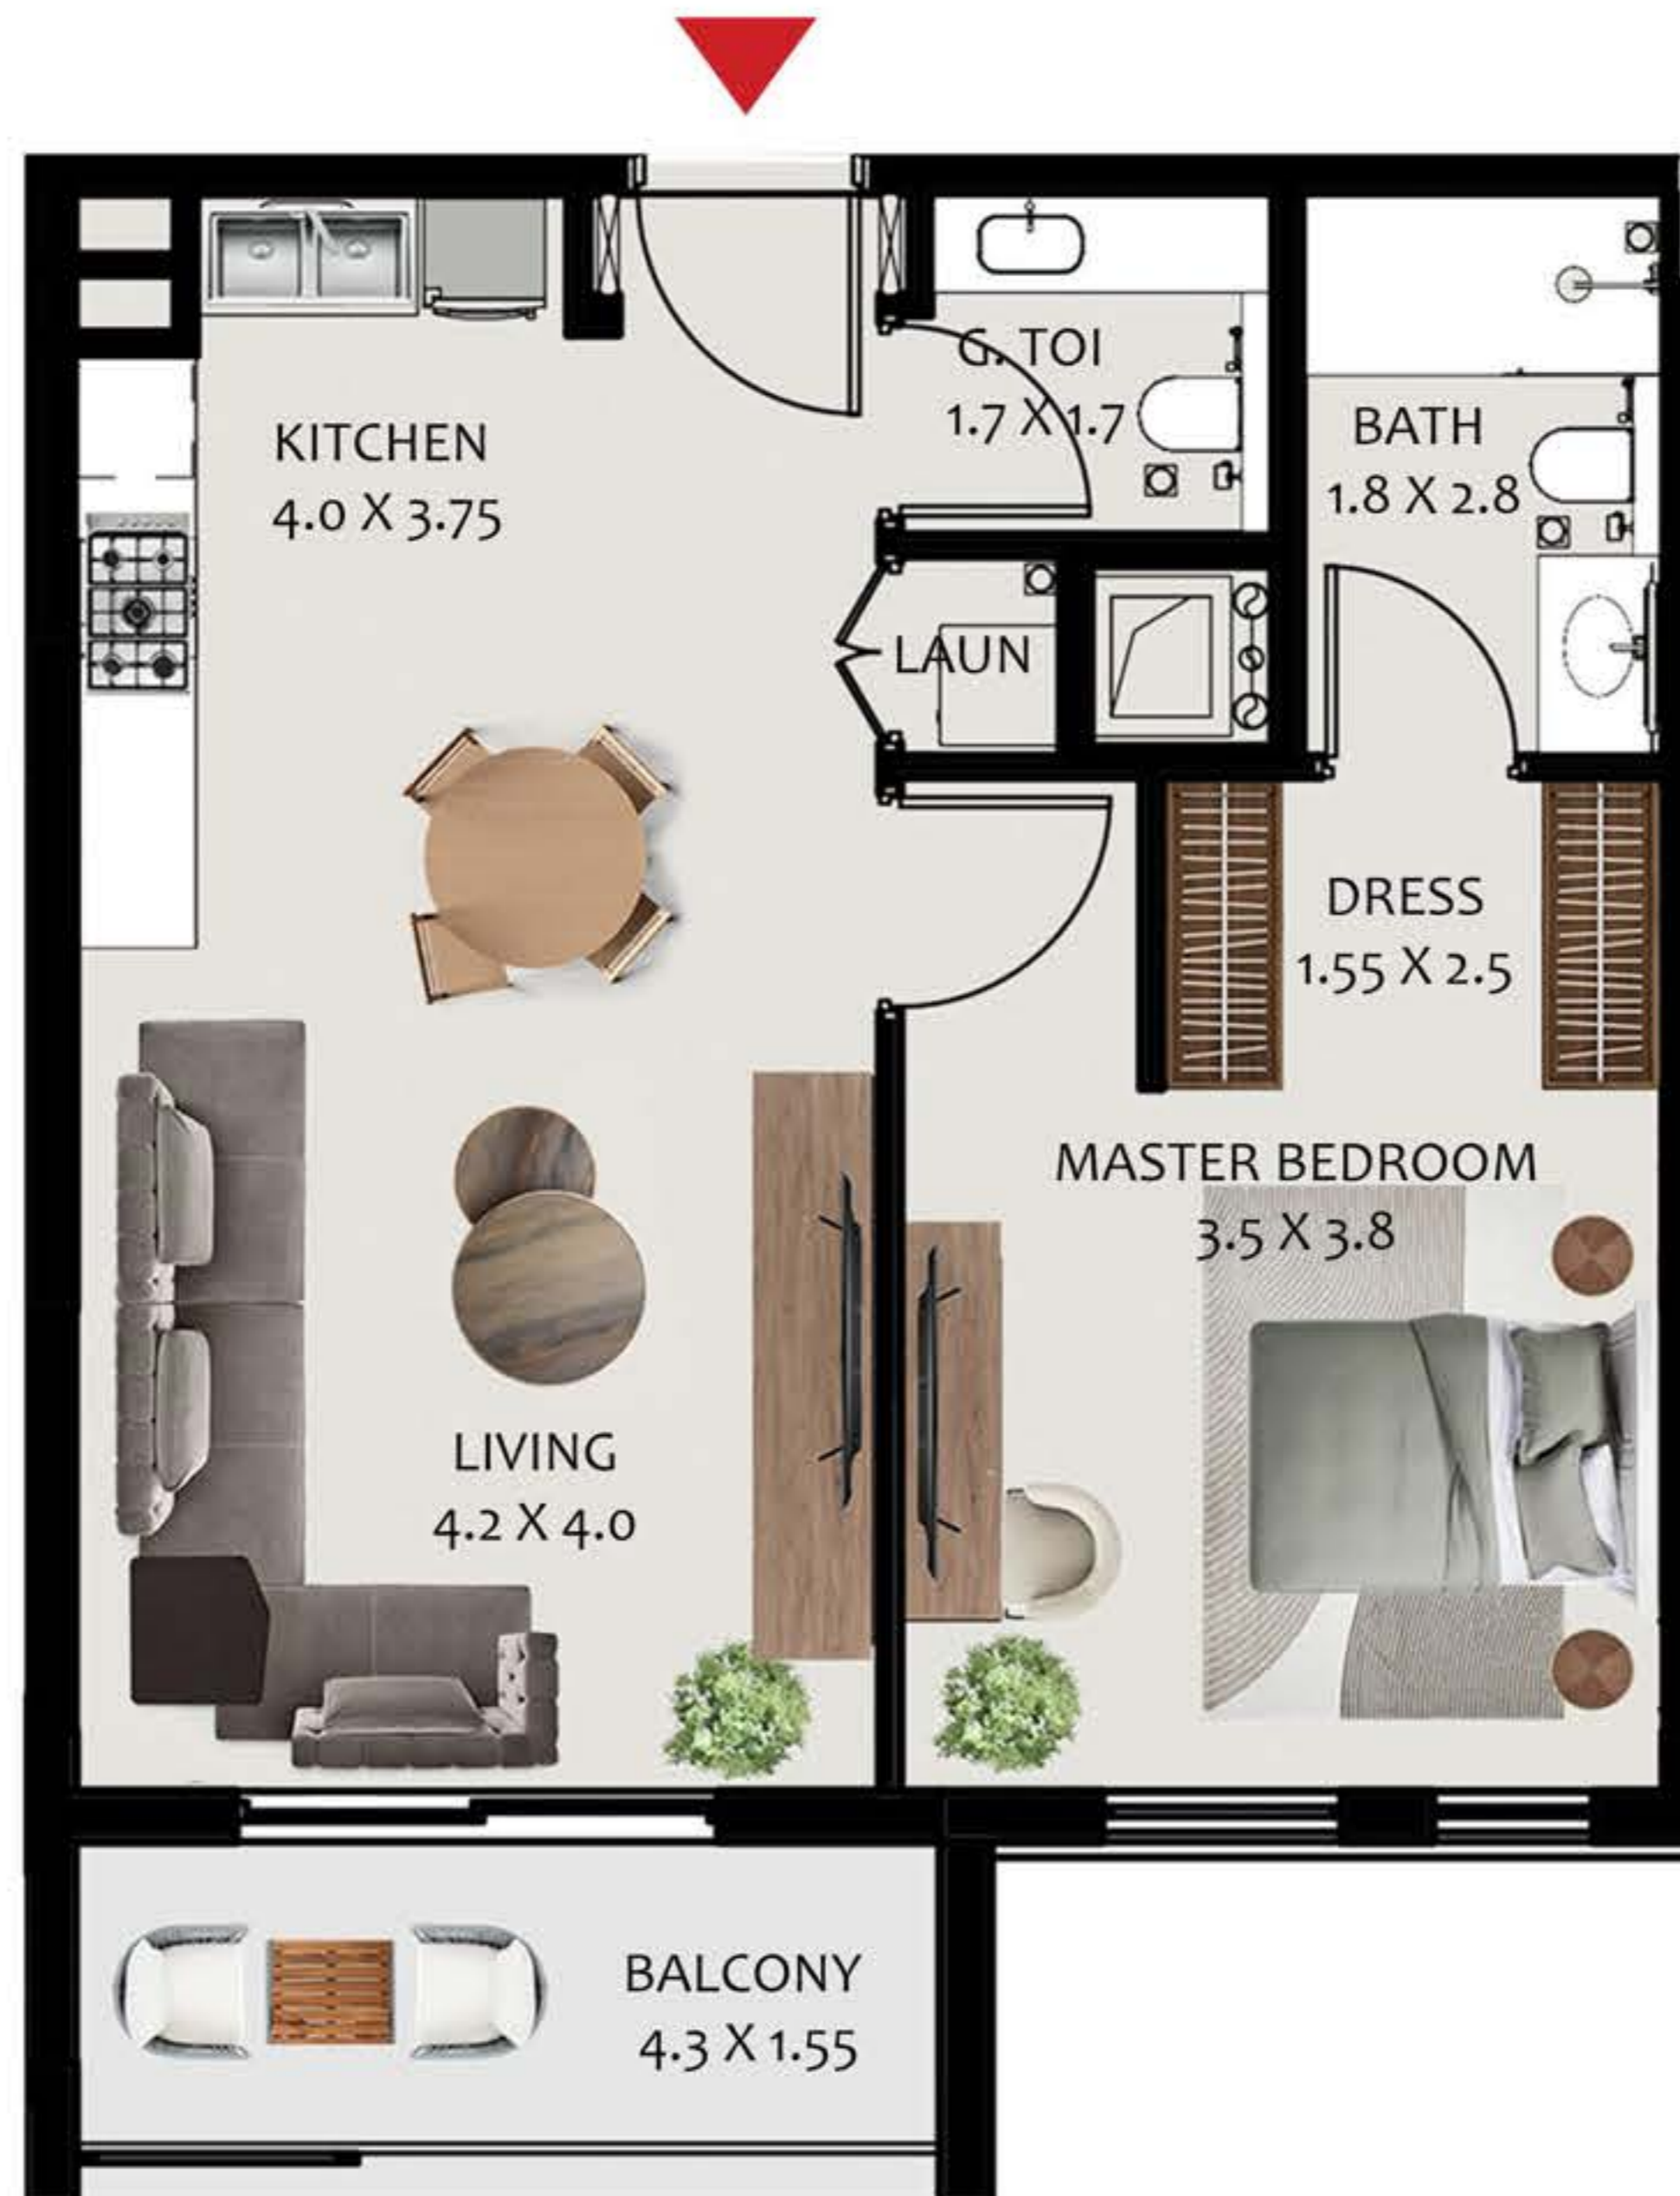 G. TOI
1.7 X 1.7
KITCHEN
4.0 X 3.75
BATH
1.8 X 2.8
LAUN
DRESS
1.55 X 2.5
MASTER BEDROOM
3.5 X 3.8
LIVING
4.2 X 4.0
BALCONY
4.3 X 1.55